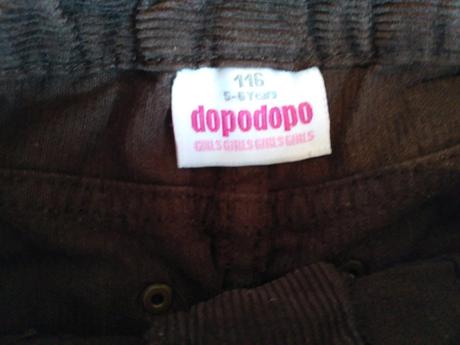 116
5-6 Years
dopodopo
GIRLS GIRLS GIRLS GIRLS